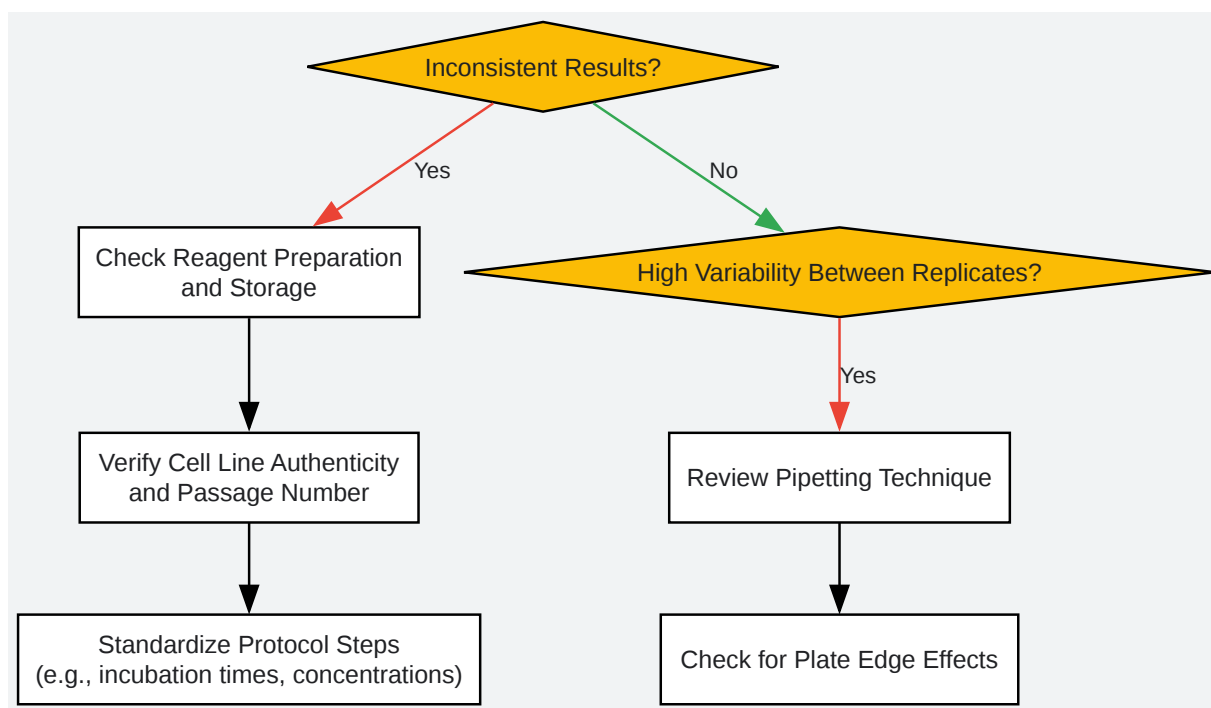 Inconsistent Results?
Yes
No
Check Reagent Preparation
and Storage
High Variability Between Replicates?
Yes
Verify Cell Line Authenticity
and Passage Number
Review Pipetting Technique
Standardize Protocol Steps
(e.g., incubation times, concentrations)
Check for Plate Edge Effects